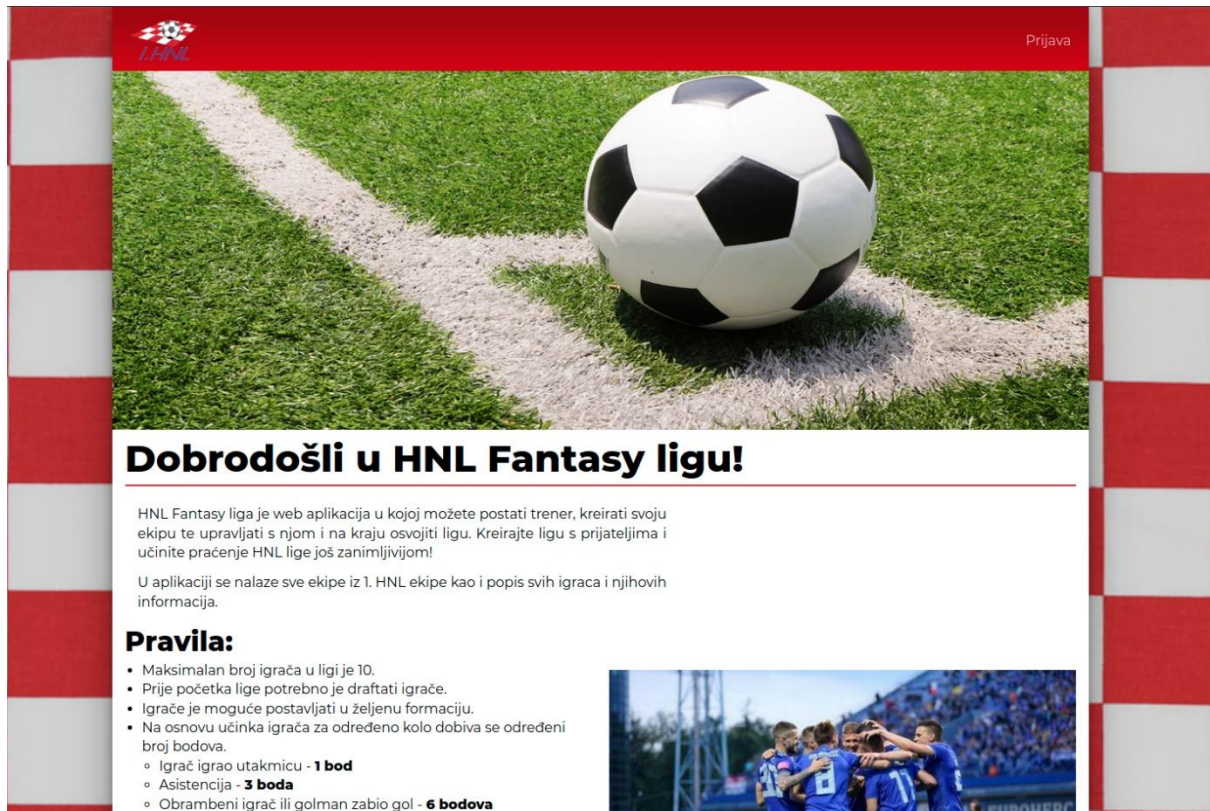 I.HNL
Prijava
Dobrodošli u HNL Fantasy ligu!
HNL Fantasy liga je web aplikacija u kojoj možete postati trener, kreirati svoju
ekipu te upravljati s njom i na kraju osvojiti ligu. Kreirajte ligu s prijateljima i
učinite praćenje HNL lige još zanimljivijom!
U aplikaciji se nalaze sve ekipe iz 1. HNL ekipe kao i popis svih igraca i njihovih
informacija.
Pravila:
• Maksimalan broj igrača u ligi je 10.
• Prije početka lige potrebno je draftati igrače.
• Igrače je moguće postavljati u željenu formaciju.
• Na osnovu učinka igrača za određeno kolo dobiva se određeni
broj bodova.
◦ Igrač igrao utakmicu - 1 bod
◦ Asistencija - 3 boda
◦ Obrambeni igrač ili golman zabio gol - 6 bodova
8
17